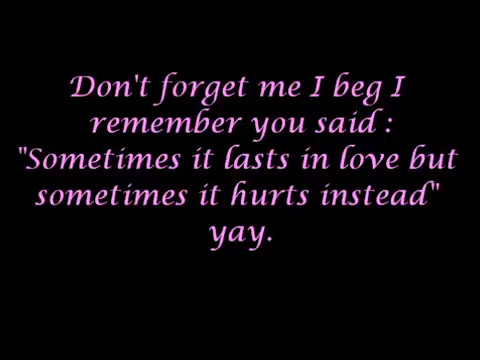 Don't forget me I beg I
remember you said :
"Sometimes it lasts in love but
sometimes it hurts instead"
yay.